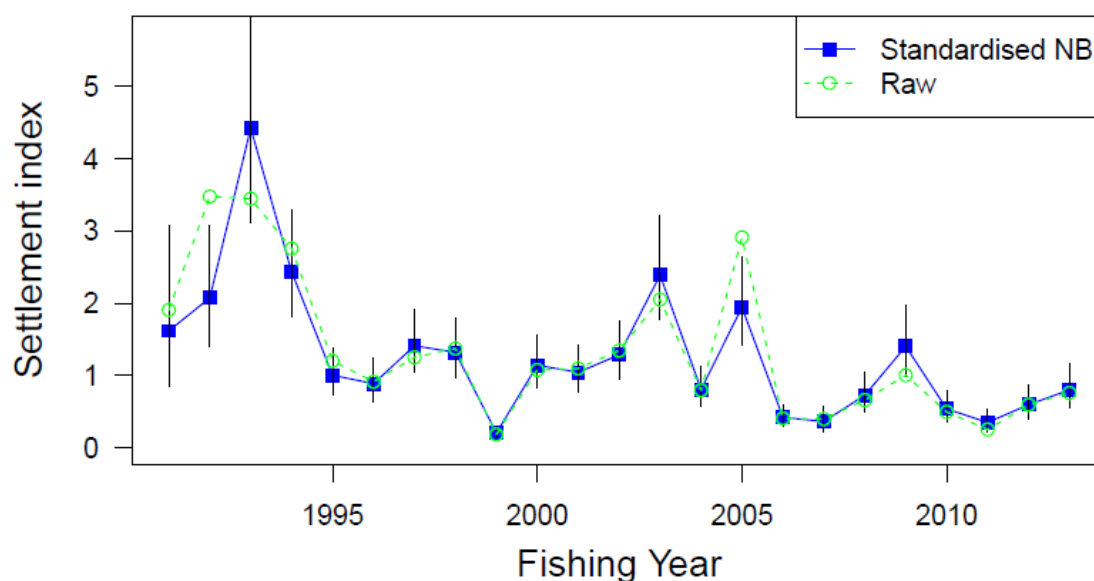 Standardised NB
Raw
Settlement index
5
4
3
2
1
0
1995 2000 2005 2010
Fishing Year